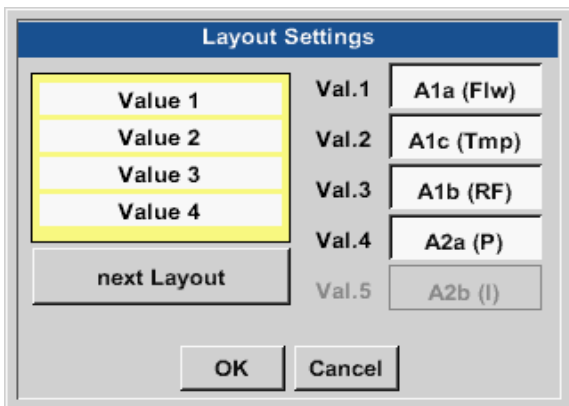 Layout Settings
Value 1
Value 2
Value 3
Value 4
next Layout
Val.1 A1a (Flw)
Val.2 A1c (Tmp)
Val.3 A1b (RF)
Val.4 A2a (P)
Val.5 A2b (I)
OK Cancel